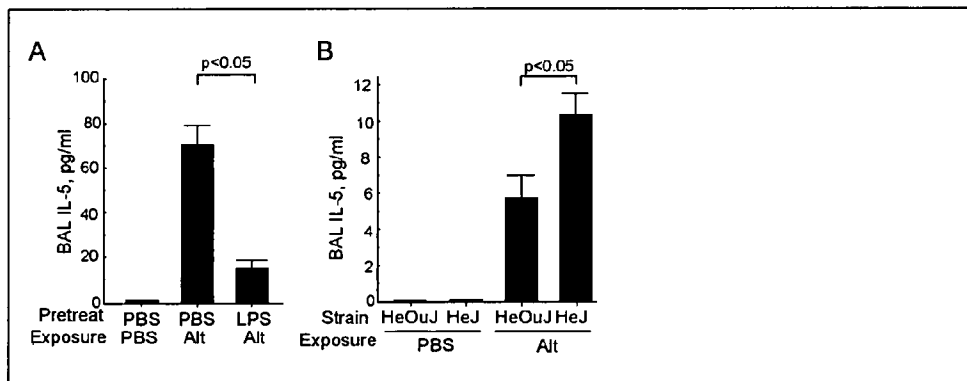 A
p<0.05
BAL IL-5, pg/ml
100
80
60
40
20
0
Pretreat PBS PBS LPS
Exposure PBS Alt Alt
B
p<0.05
BAL IL-5, pg/ml
12
10
8
6
4
2
0
Strain HeOuJ HeJ HeOuJ HeJ
Exposure PBS Alt